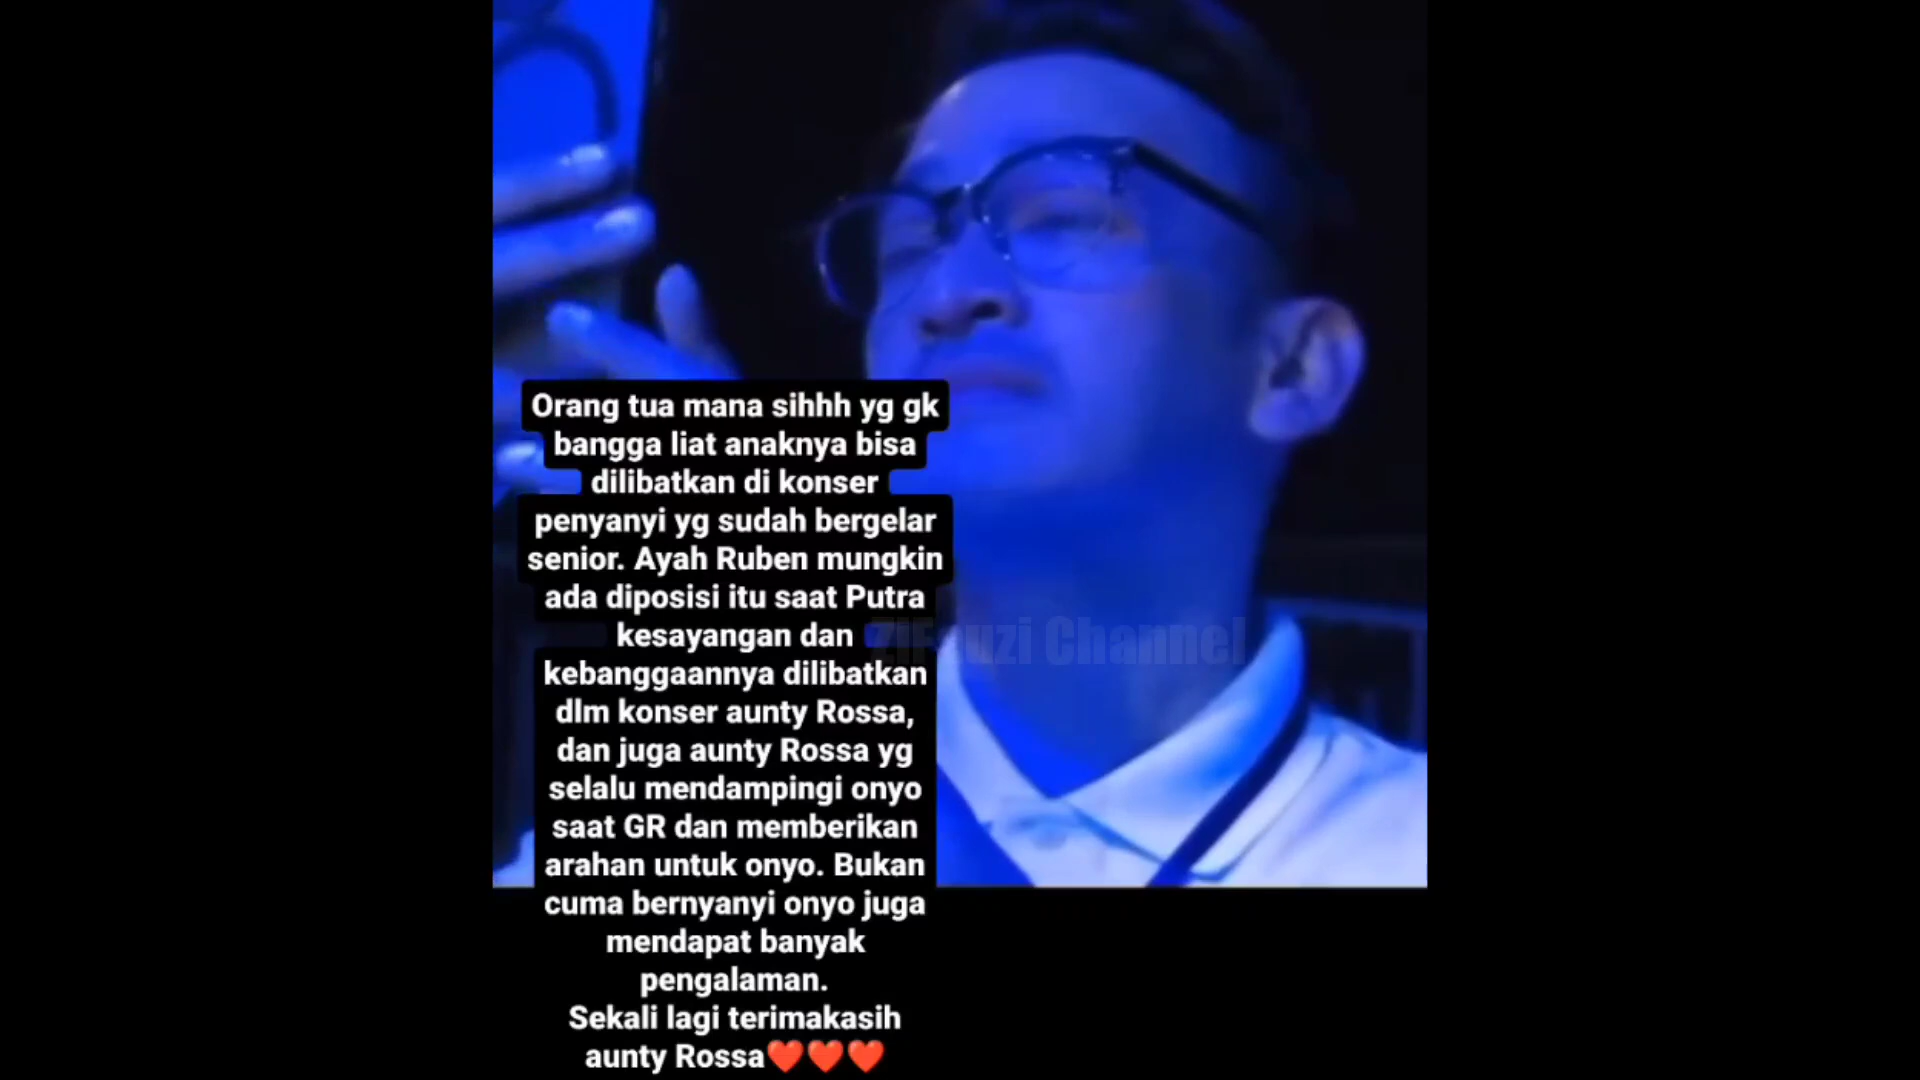 Orang tua mana sihhh yg gk
bangga liat anaknya bisa
dilibatkan di konser
penyanyi yg sudah bergelar
senior. Ayah Ruben mungkin
ada diposisi itu saat Putra
kesayangan dan
kebanggaannya dilibatkan
dlm konser aunty Rossa,
dan juga aunty Rossa yg
selalu mendampingi onyo
saat GR dan memberikan
arahan untuk onyo. Bukan
cuma bernyanyi onyo juga
mendapat banyak
pengalaman.
Sekali lagi terimakasih
aunty Rossa❤️❤️❤️
ZiFauzi Channel